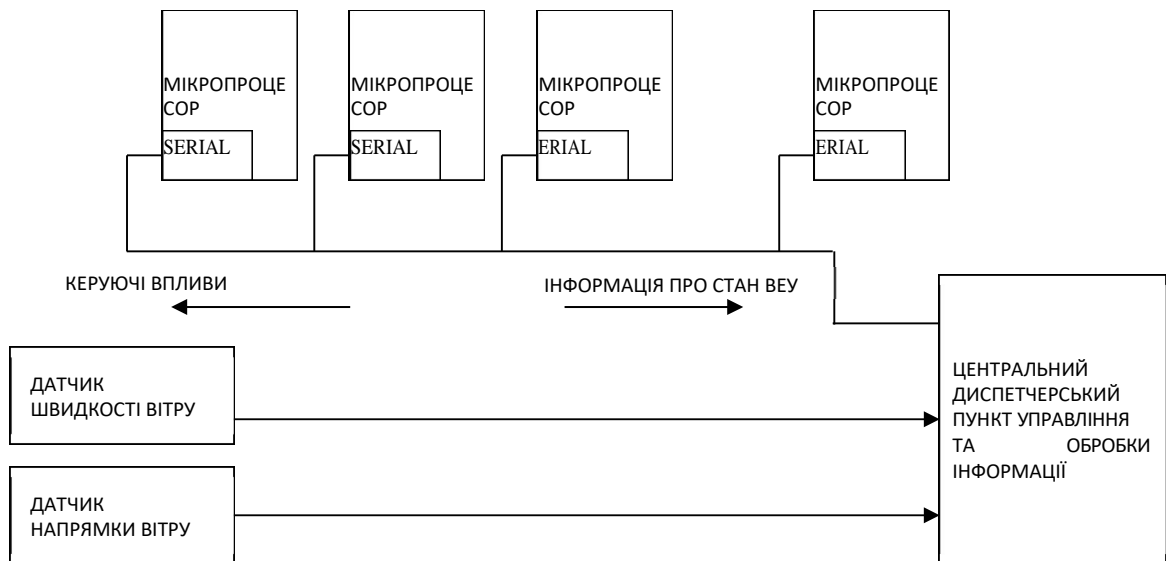 МІКРОПРОЦЕ
СОР
SERIAL
МІКРОПРОЦЕ
СОР
SERIAL
МІКРОПРОЦЕ
СОР
ERIAL
МІКРОПРОЦЕ
СОР
ERIAL
КЕРУЮЧІ ВПЛИВИ
ІНФОРМАЦІЯ ПРО СТАН ВЕУ
ДАТЧИК
ШВИДКОСТІ ВІТРУ
ДАТЧИК
НАПРЯМКИ ВІТРУ
ЦЕНТРАЛЬНИЙ
ДИСПЕТЧЕРСЬКИЙ
ПУНКТ УПРАВЛІННЯ
ТА ОБРОБКИ
ІНФОРМАЦІЇ